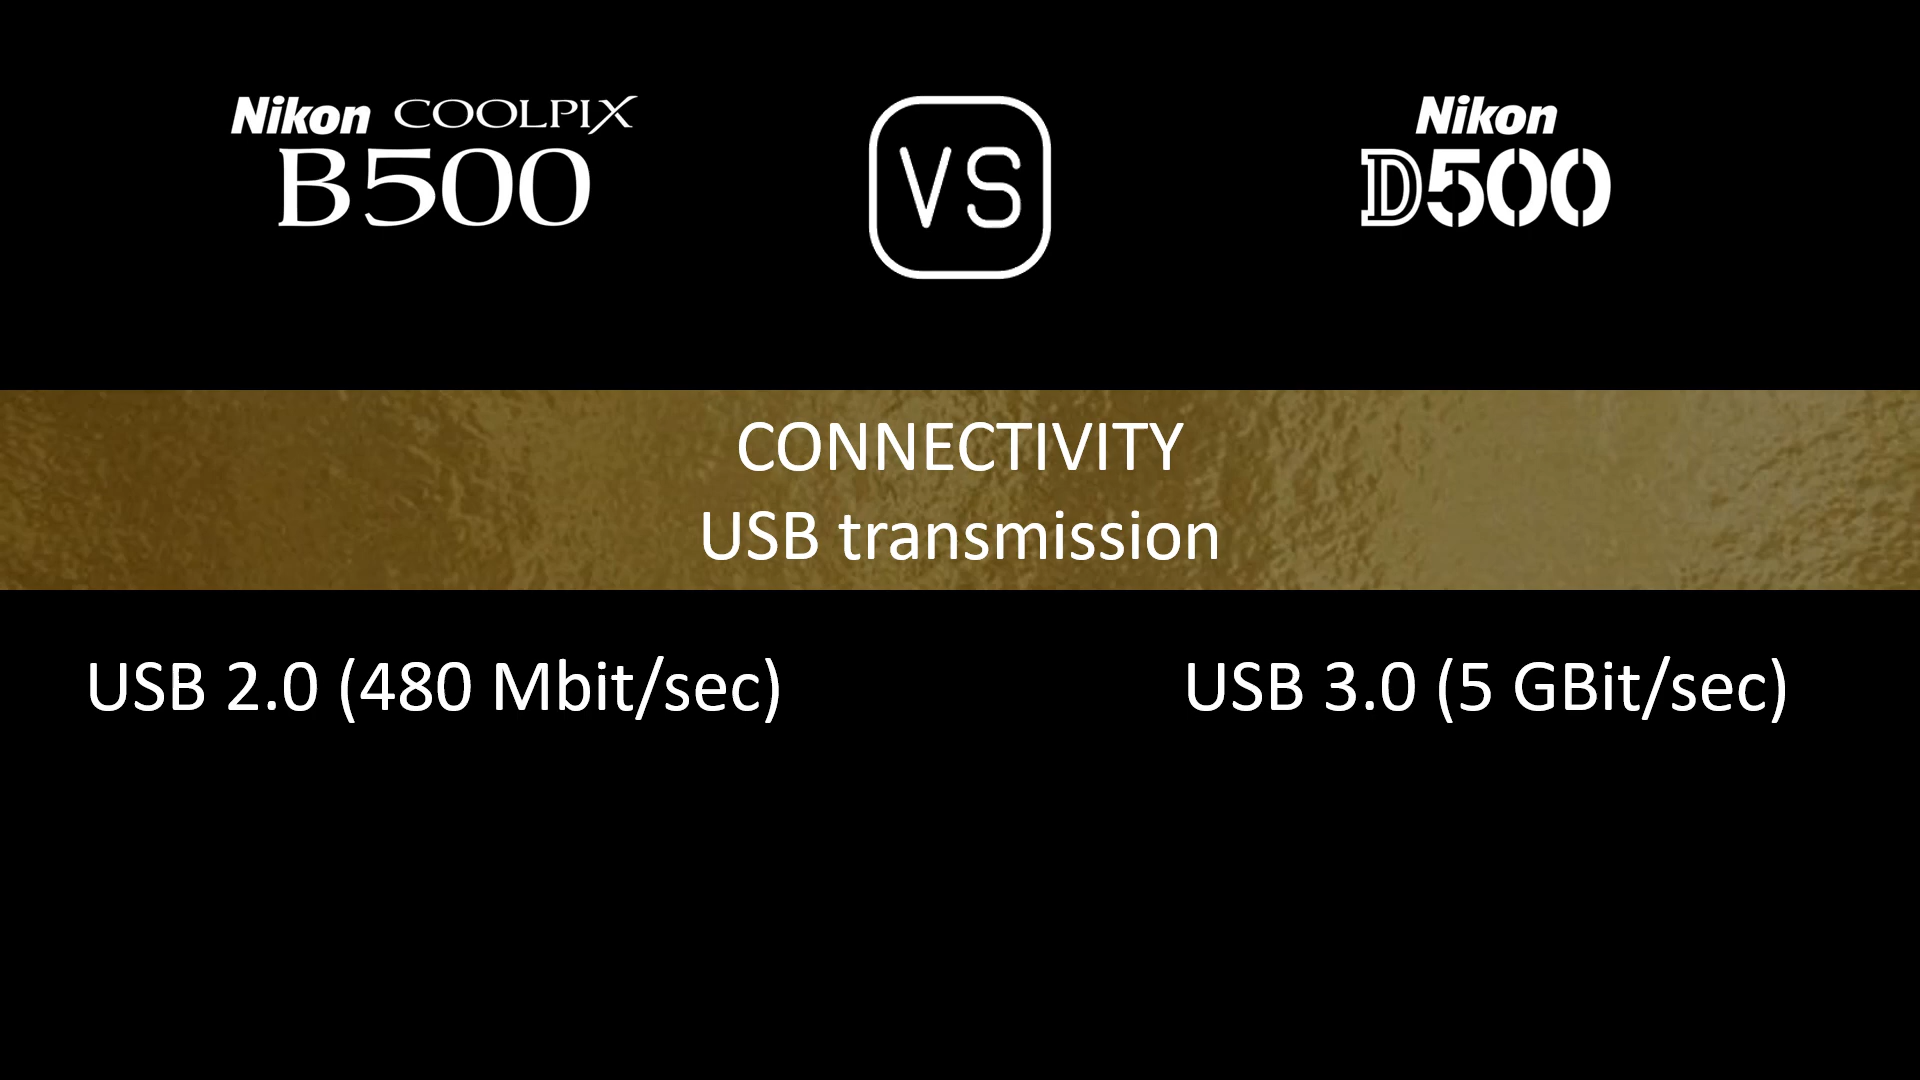 Nikon COOLPIX
B500
VS
Nikon
D500
CONNECTIVITY
USB transmission
USB 2.0 (480 Mbit/sec)
USB 3.0 (5 GBit/sec)